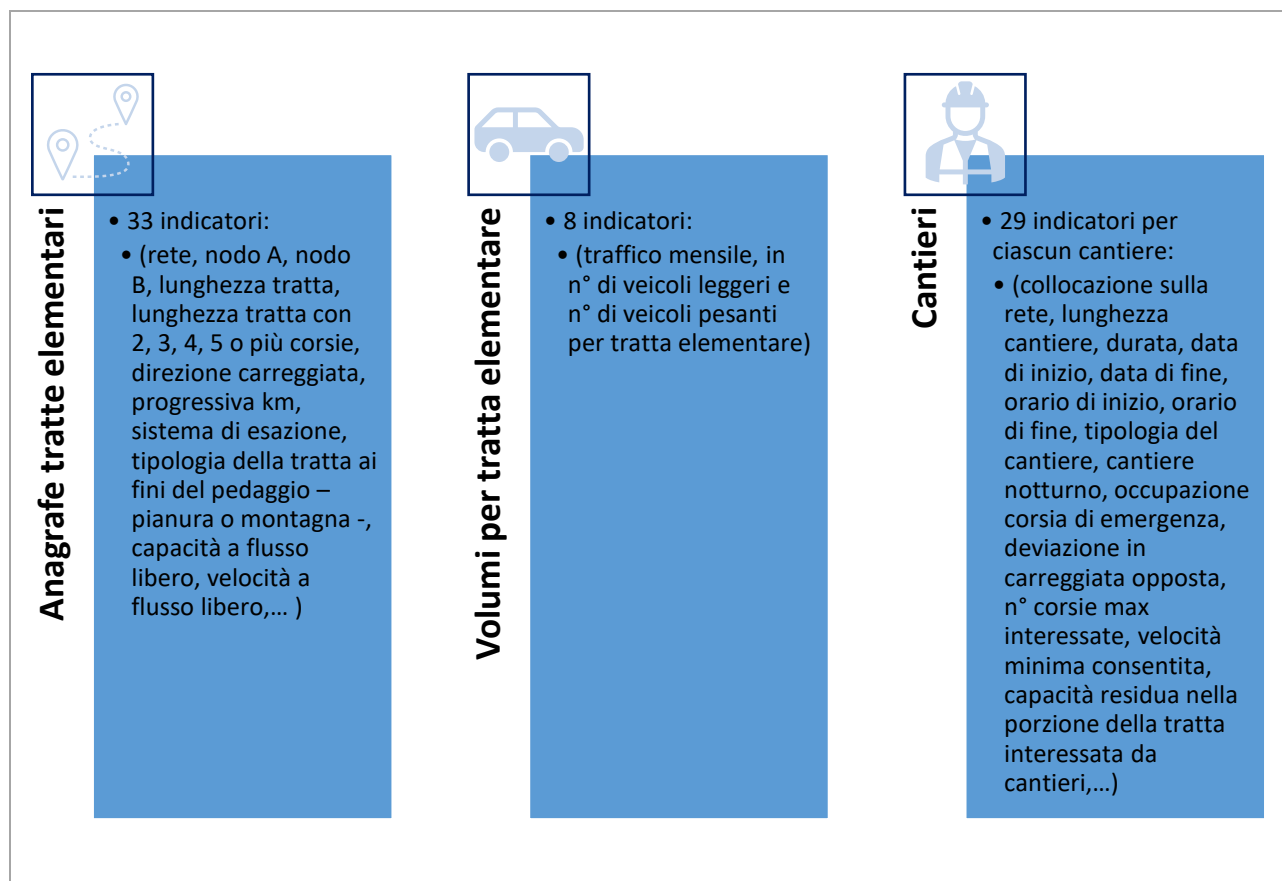 Anagrafe tratte elementari
• 33 indicatori:
• (rete, nodo A, nodo
B, lunghezza tratta,
lunghezza tratta con
2, 3, 4, 5 o più corsie,
direzione carreggiata,
progressiva km,
sistema di esazione,
tipologia della tratta ai
fini del pedaggio –
pianura o montagna -,
capacità a flusso
libero, velocità a
flusso libero,… )
Volumi per tratta elementare
• 8 indicatori:
• (traffico mensile, in
n° di veicoli leggeri e
n° di veicoli pesanti
per tratta elementare)
Cantieri
• 29 indicatori per
ciascun cantiere:
• (collocazione sulla
rete, lunghezza
cantiere, durata, data
di inizio, data di fine,
orario di inizio, orario
di fine, tipologia del
cantiere, cantiere
notturno, occupazione
corsia di emergenza,
deviazione in
carreggiata opposta,
n° corsie max
interessate, velocità
minima consentita,
capacità residua nella
porzione della tratta
interessata da
cantieri,…)